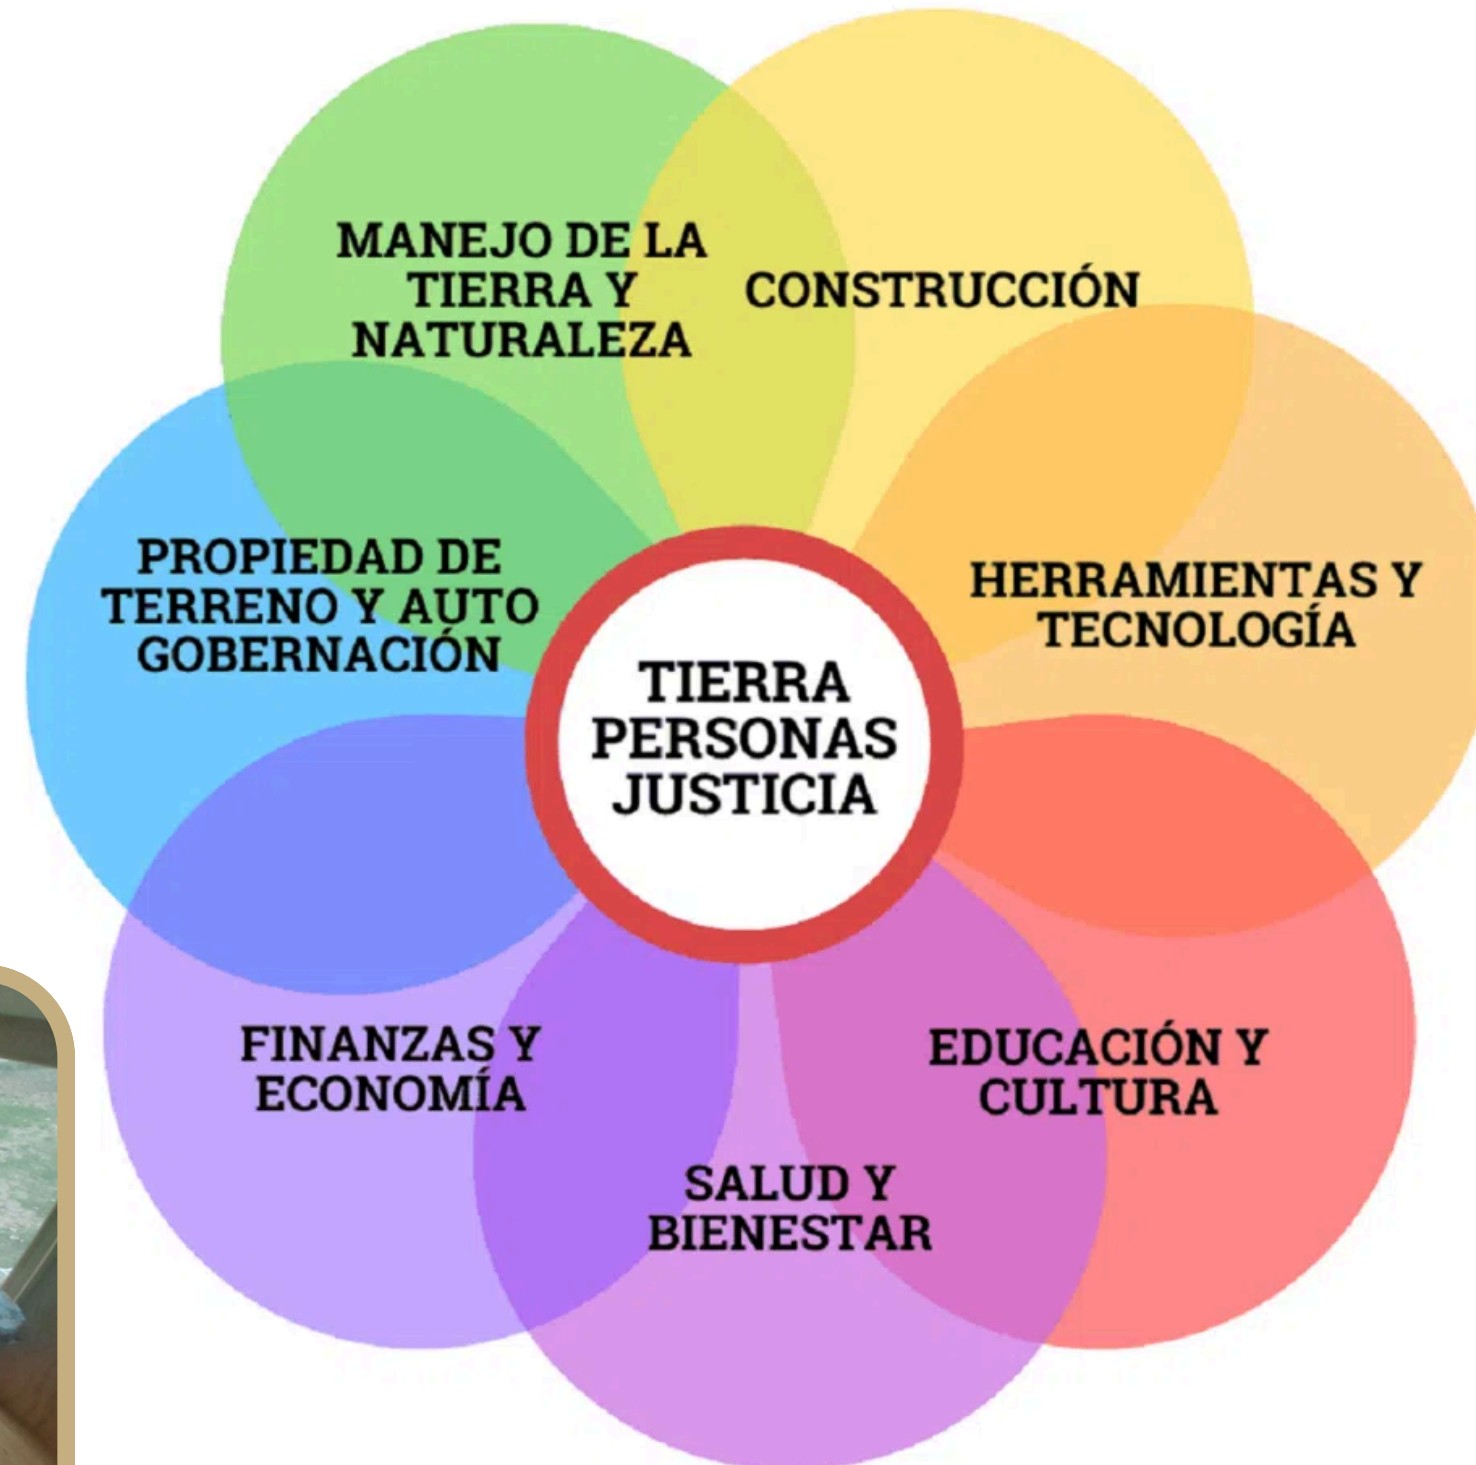 MANEJO DE LA
TIERRA Y
NATURALEZA
CONSTRUCCIÓN
PROPIEDAD DE
TERRENO Y AUTO
GOBERNACIÓN
HERRAMIENTAS Y
TECNOLOGÍA
TIERRA
PERSONAS
JUSTICIA
FINANZAS Y
ECONOMÍA
EDUCACIÓN Y
CULTURA
SALUD Y
BIENESTAR